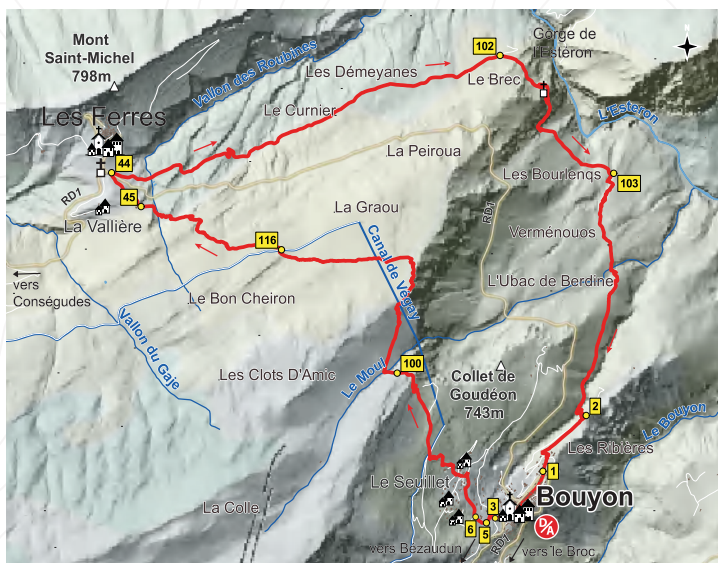 Mont
Saint-Michel
798m
Vallon des Roubines
Les Démeyanes
102
Gorge de
l'Estéron
N
Le Brec
Les Ferres
Le Curnier
L'Esteron
44
La Peiroua
Les Bourlenqs
103
RD1
45
La Vallière
La Graou
RD1
Verménouos
116
Canal de Végay
L'Ubac de Berdine
vers
Conségudes
Le Bon Cheiron
Vallon du Gaje
Les Clots D'Amic
Le Moul
100
Collet de
Goudéon
743m
2
Le Bouyon
Les Ribières
1
Le Seuillet
Bouyon
La Colle
3
6
5
D/A
RD1
vers Bézaudun
vers le Broc